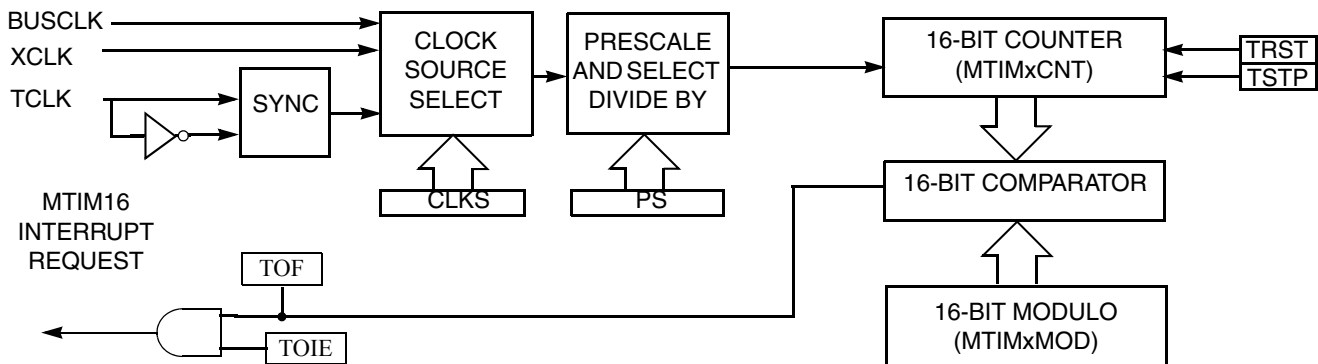 BUSCLK
XCLK
TCLK
SYNC
CLOCK
SOURCE
SELECT
CLKS
PRESCALE
AND SELECT
DIVIDE BY
PS
16-BIT COUNTER
(MTIMxCNT)
TRST
TSTP
16-BIT COMPARATOR
16-BIT MODULO
(MTIMxMOD)
MTIM16
INTERRUPT
REQUEST
TOF
TOIE